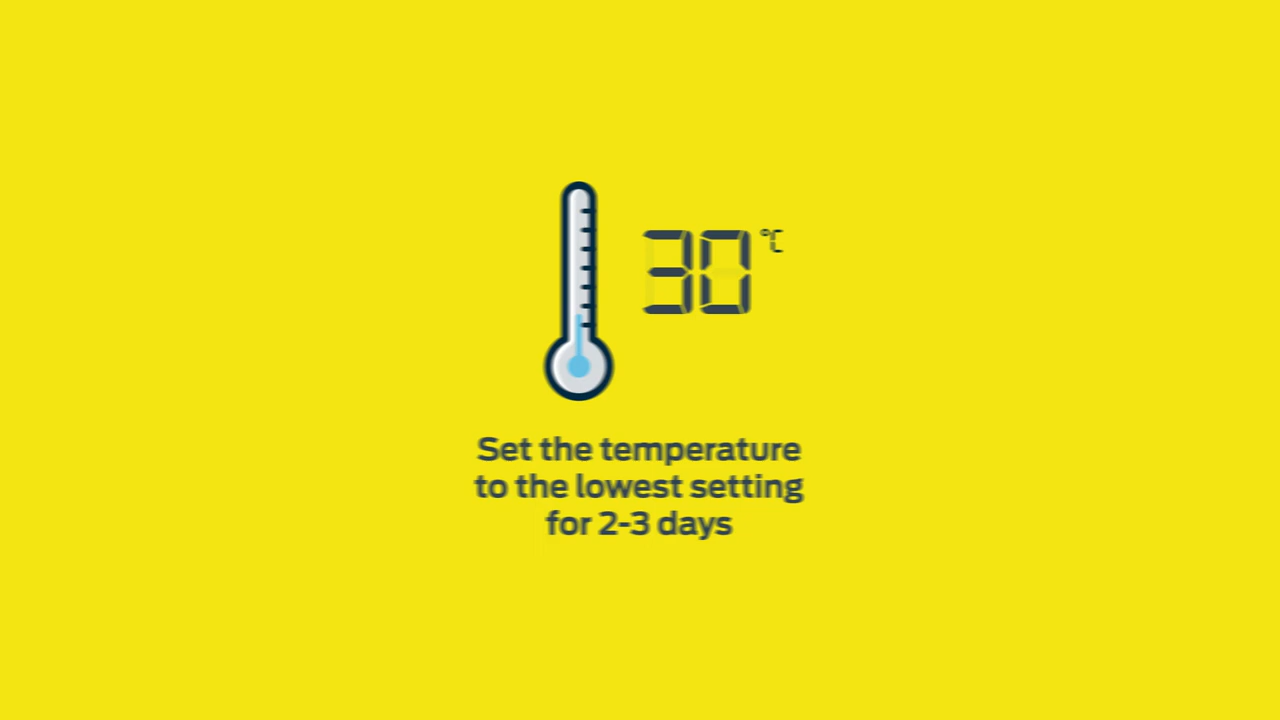 30 °C
Set the temperature
to the lowest setting
for 2-3 days